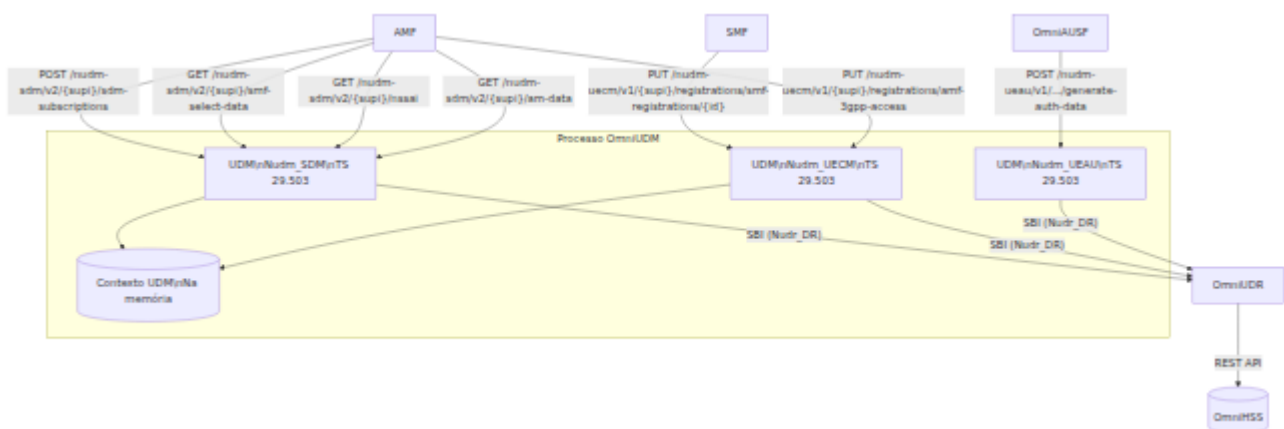 AMF
SMF
OmniAUSF
POST /nudm-
sdm/v2/{supi}/sdm-
subscriptions
GET /nudm-
sdm/v2/{supi}/smf-
select-data
GET /nudm-
sdm/v2/{supi}/nssai
GET /nudm-
sdm/v2/{supi}/am-data
PUT /nudm-
uecm/v1/{supi}/registrations/smf-
registrations/{id}
PUT /nudm-
uecm/v1/{supi}/registrations/amf-
3gpp-access
POST /nudm-
ueau/v1/.../generate-
auth-data
Processo OmniUDM
UDM\nNudm_SDM\nTS
29.503
UDM\nNudm_UECM\nTS
29.503
UDM\nNudm_UEAU\nTS
29.503
SBI (Nudr_DR)
SBI (Nudr_DR)
SBI (Nudr_DR)
Contexto UDM\nNa
memória
OmniUDR
REST API
OmniHSS